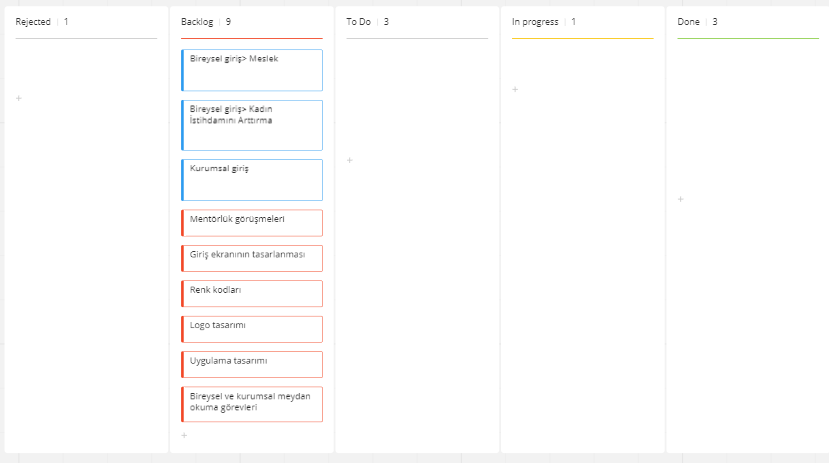 Rejected | 1
Backlog | 9
To Do | 3
In progress | 1
Done | 3
Bireysel giriş> Meslek
Bireysel giriş> Kadın
İstihdamını Arttırma
Kurumsal giriş
Mentörlük görüşmeleri
Giriş ekranının tasarlanması
Renk kodları
Logo tasarımı
Uygulama tasarımı
Bireysel ve kurumsal meydan
okuma görevleri